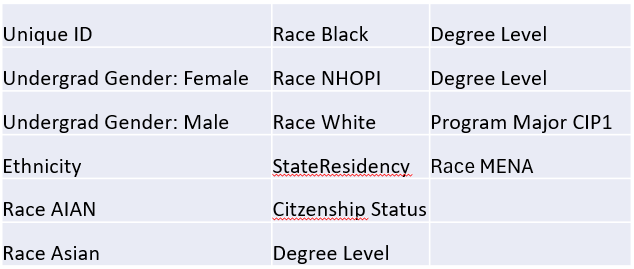 Unique ID
Undergrad Gender: Female
Undergrad Gender: Male
Ethnicity
Race AIAN
Race Asian
Race Black
Race NHOPI
Race White
StateResidency
Citzenship Status
Degree Level
Degree Level
Degree Level
Program Major CIP1
Race MENA